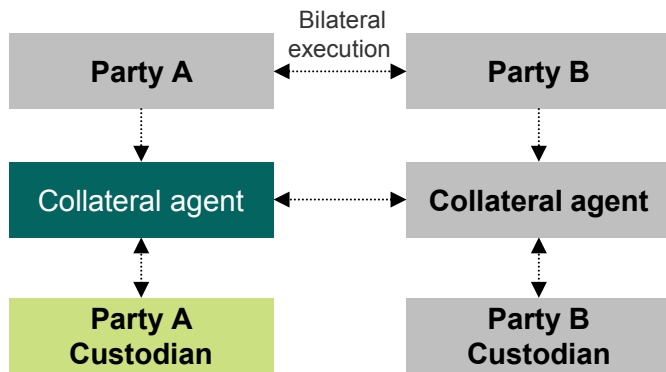 Bilateral
execution
Party A
Party B
Collateral agent
Collateral agent
Party A
Custodian
Party B
Custodian